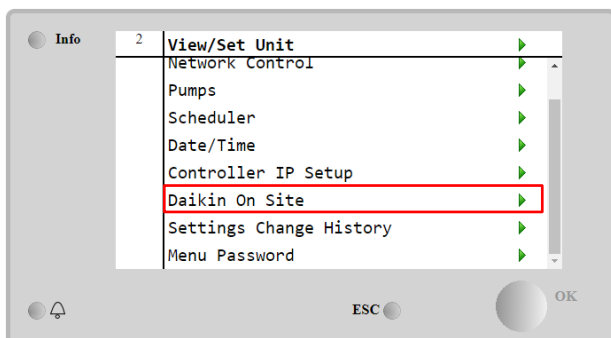 Info
2
View/Set Unit
Network Control
Pumps
Scheduler
Date/Time
Controller IP Setup
Daikin On Site
Settings Change History
Menu Password
ESC
OK